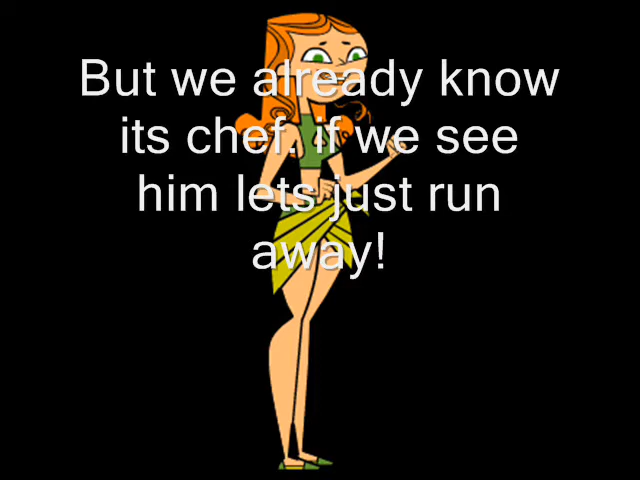 But we already know
its chef. if we see
him lets just run
away!